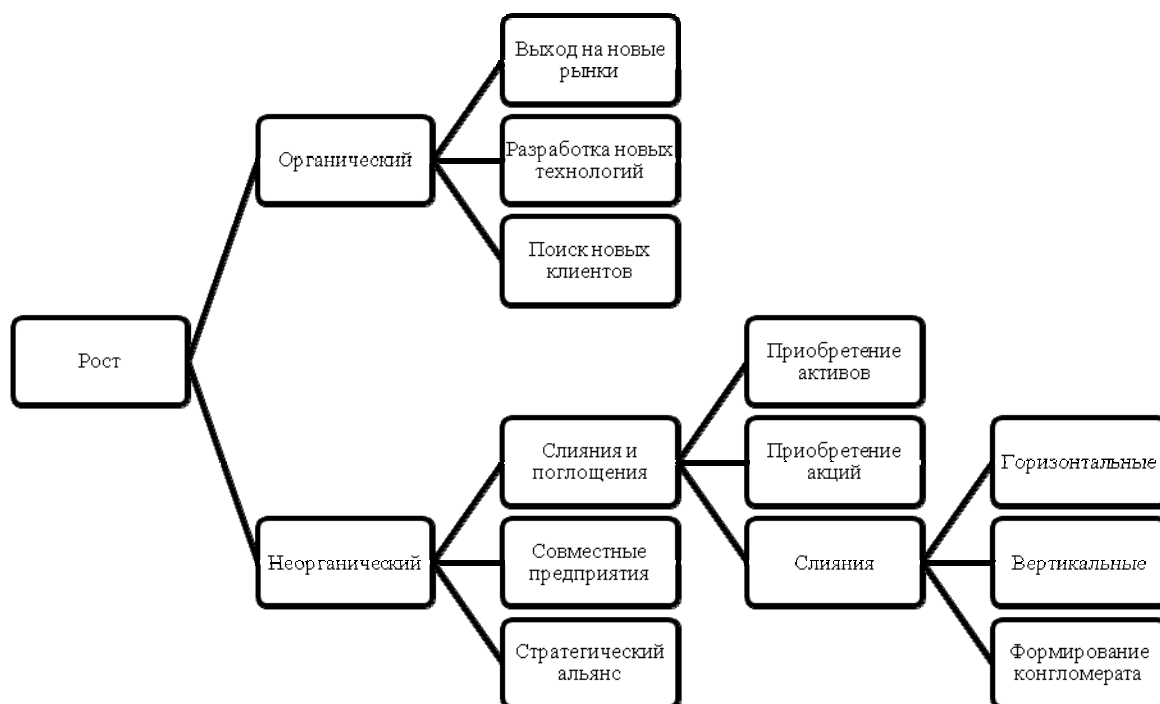 Выход на новые
рынки
Органический
Разработка новых
технологий
Поиск новых
клиентов
Рост
Приобретение
активов
Слияния и
поглощения
Приобретение
акций
Горизонтальные
Неорганический
Совместные
предприятия
Слияния
Вертикальные
Стратегический
альянс
Формирование
конгломерата